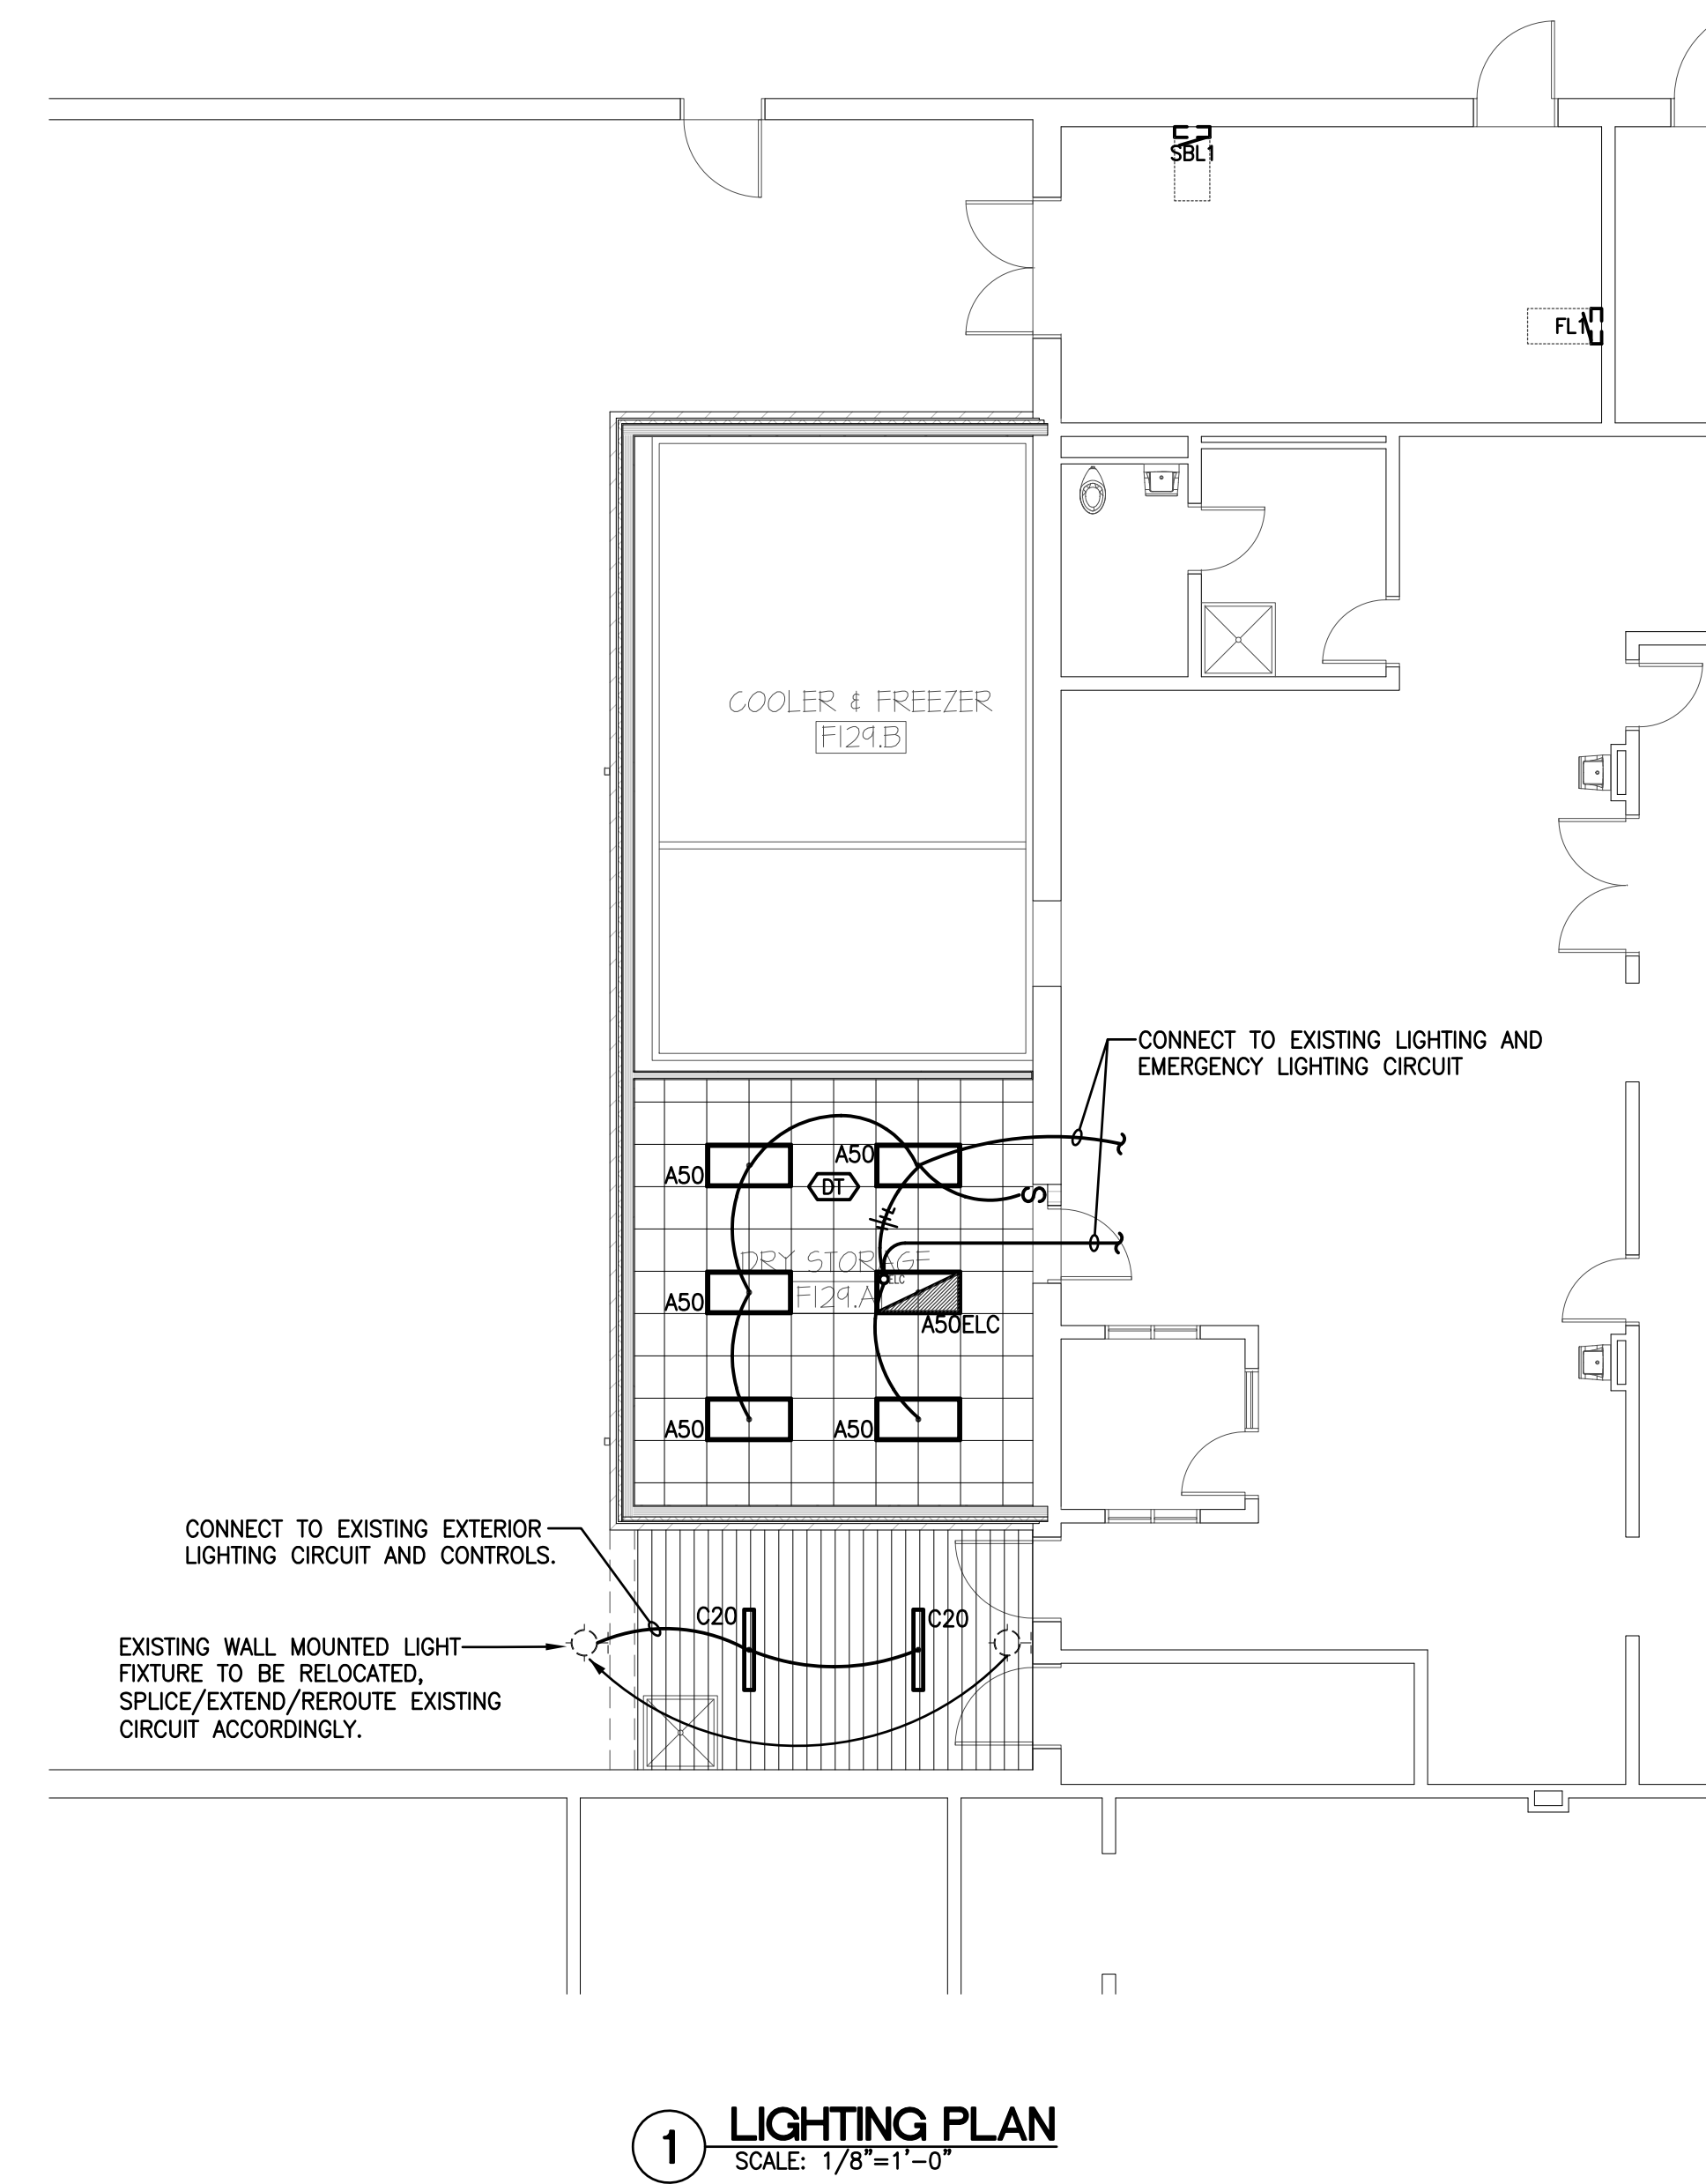 SBL1
FL1
COOLER & FREEZER
F129.B
CONNECT TO EXISTING LIGHTING AND
EMERGENCY LIGHTING CIRCUIT
A50
A50
DT
S
DRY STORAGE
F129.A
ELC
A50
A50ELC
A50
A50
CONNECT TO EXISTING EXTERIOR
LIGHTING CIRCUIT AND CONTROLS.
C20
C20
EXISTING WALL MOUNTED LIGHT
FIXTURE TO BE RELOCATED,
SPLICE/EXTEND/REROUTE EXISTING
CIRCUIT ACCORDINGLY.
1
LIGHTING PLAN
SCALE: 1/8"=1'-0"